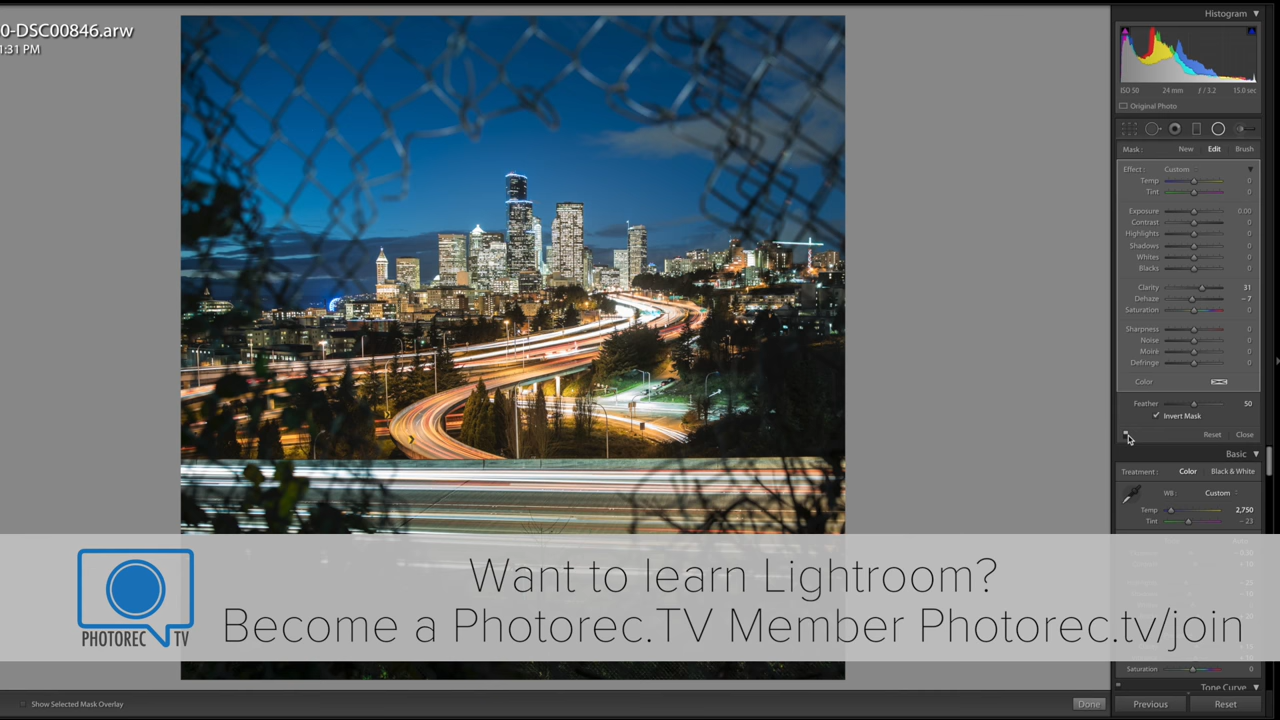 0-DSC00846.arw
1:31 PM
Histogram
ISO 50 24 mm ƒ / 3.2 15.0 sec
Original Photo
Mask : New Edit Brush
Effect : Custom
Temp 0
Tint 0
Exposure 0.00
Contrast 0
Highlights 0
Shadows 0
Whites 0
Blacks 0
Clarity 31
Dehaze – 7
Saturation 0
Sharpness 0
Noise 0
Moiré 0
Defringe 0
Color
Feather 50
Invert Mask
Reset Close
Basic
Treatment : Color Black & White
WB : Custom
Temp 2,750
Tint – 23
Want to learn Lightroom?
Become a Photorec.TV Member Photorec.tv/join
PHOTOREC TV
Saturation 0
Tone Curve
Show Selected Mask Overlay
Done
Previous Reset